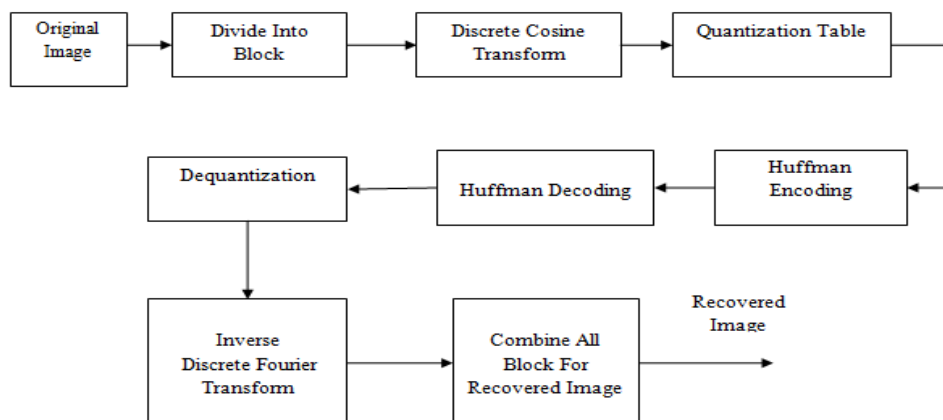 Original
Image
Divide Into
Block
Discrete Cosine
Transform
Quantization Table
Huffman
Encoding
Huffman Decoding
Dequantization
Inverse
Discrete Fourier
Transform
Combine All
Block For
Recovered Image
Recovered
Image